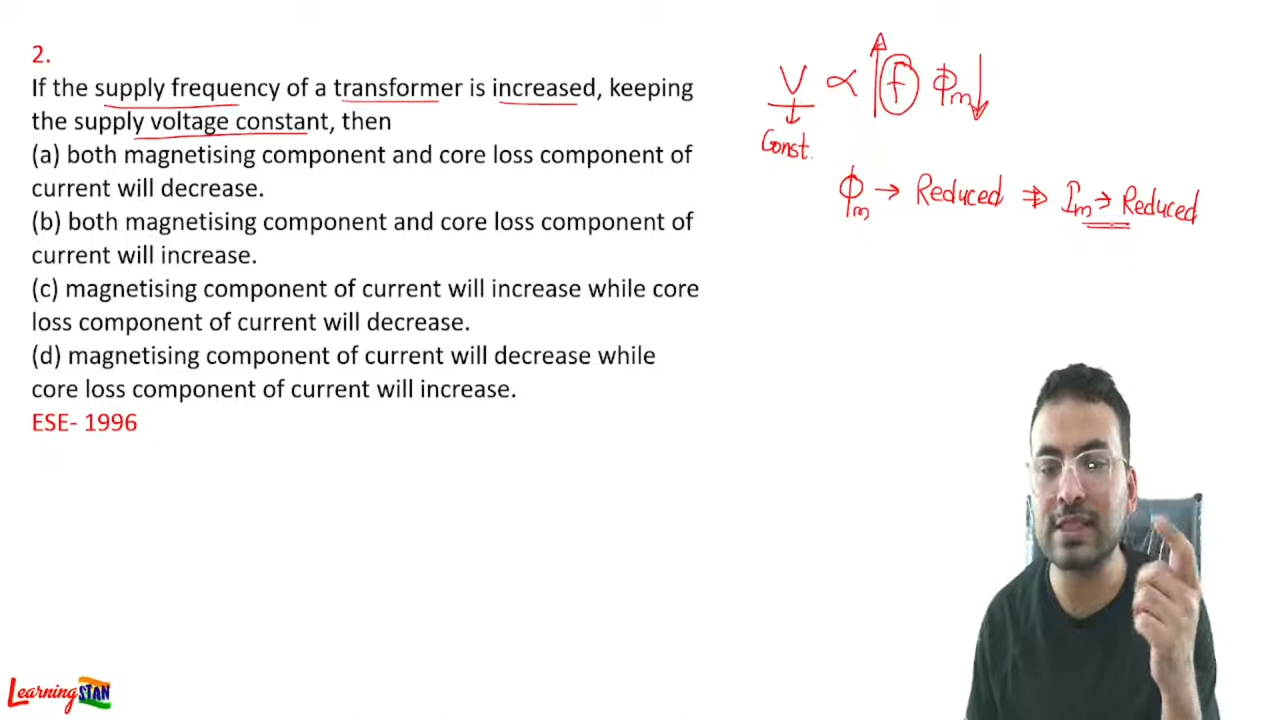 2.
If the supply frequency of a transformer is increased, keeping
the supply voltage constant, then
(a) both magnetising component and core loss component of
current will decrease.
(b) both magnetising component and core loss component of
current will increase.
(c) magnetising component of current will increase while core
loss component of current will decrease.
(d) magnetising component of current will decrease while
core loss component of current will increase.
ESE- 1996
V ∝ ↑ f ϕm ↓
↓
Const.
ϕm → Reduced ⇒ Im → Reduced
Learning STAN